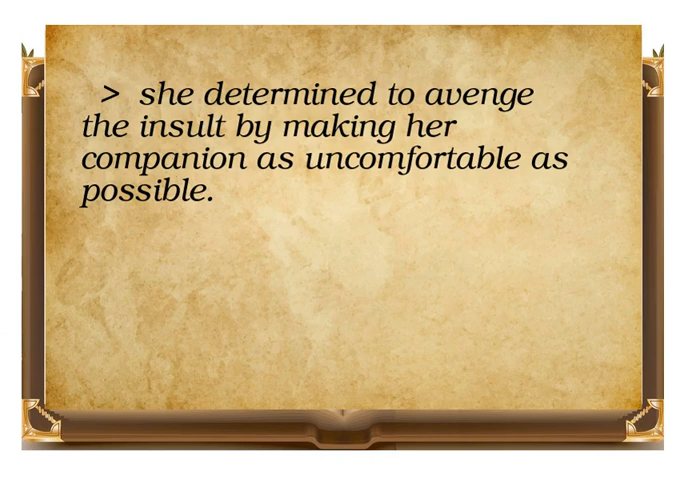 > she determined to avenge
the insult by making her
companion as uncomfortable as
possible.